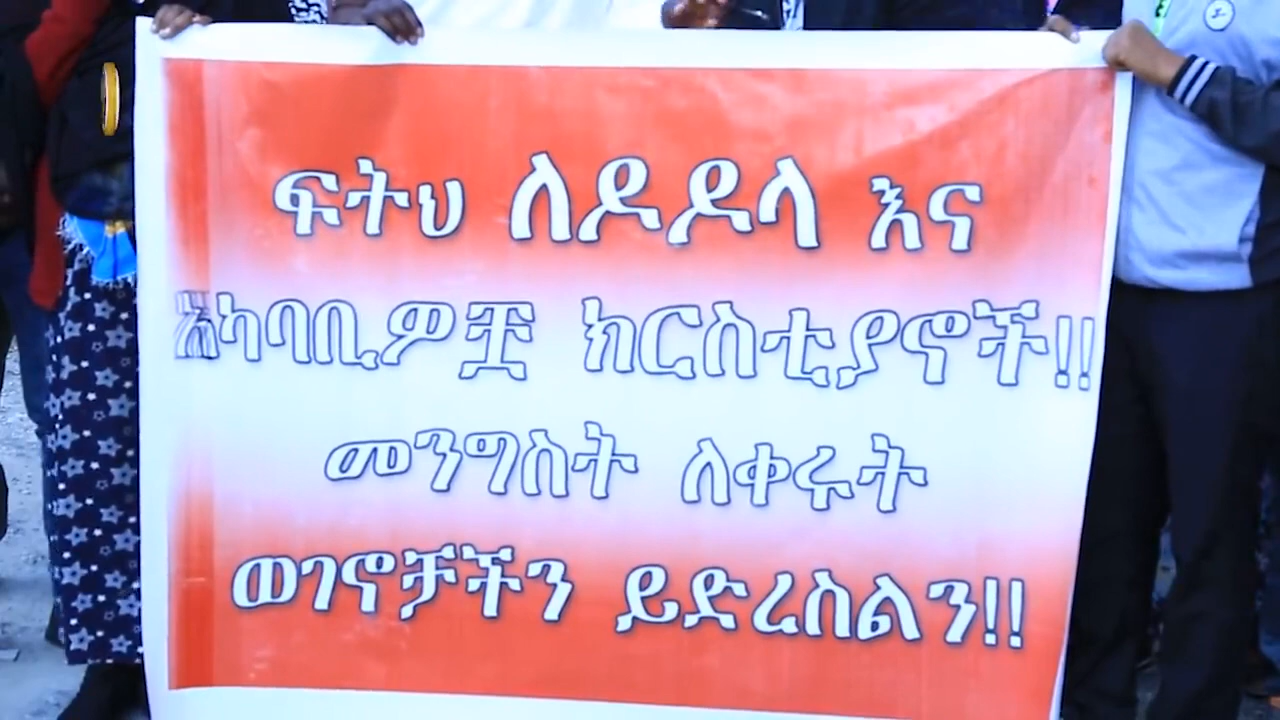 ፍትህ ለዶዶላ እና
አካባቢዎቿ ክርስቲያኖች!!
መንግስት ለቀሩት
ወገኖቻችን ይድረስልን!!